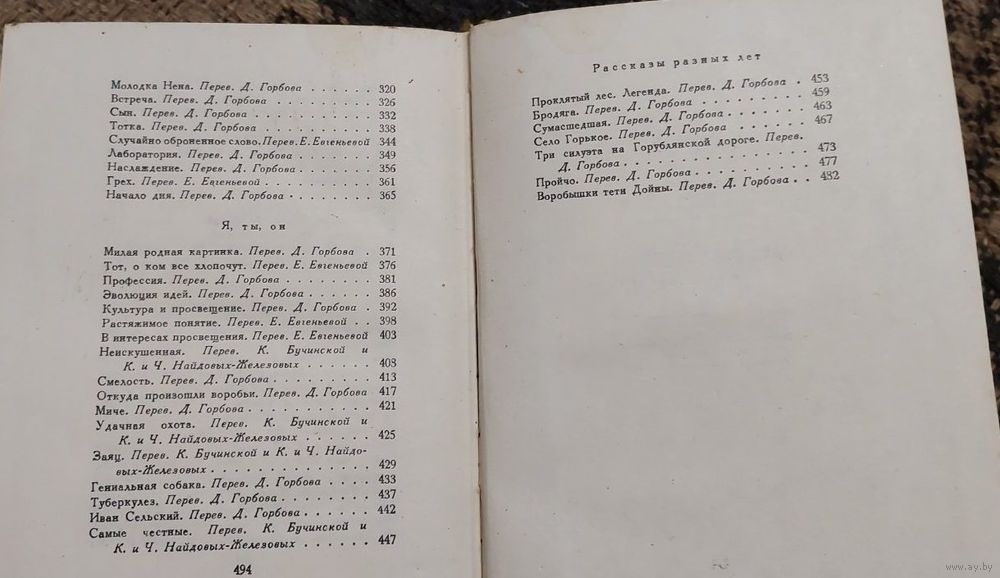 Молодка Нена. Перев. Д. Горбова . . . . . . 320
Встреча. Перев. Д. Горбова . . . . . . . . . 326
Сын. Перев. Д. Горбова . . . . . . . . . . . 332
Тотка. Перев. Д. Горбова . . . . . . . . . . 338
Случайно оброненное слово. Перев. Е. Евгеньевой 344
Лаборатория. Перев. Д. Горбова . . . . . . . 349
Наслаждение. Перев. Д. Горбова . . . . . . . 356
Грех. Перев. Е. Евгеньевой . . . . . . . . . 361
Начало дня. Перев. Д. Горбова . . . . . . . . 365
Я, ты, он
Милая родная картинка. Перев. Д. Горбова . 371
Тот, о ком все хлопочут. Перев. Е. Евгеньевой 376
Профессия. Перев. Д. Горбова . . . . . . . . 381
Эволюция идей. Перев. Д. Горбова . . . . . . 386
Культура и просвещение. Перев. Д. Горбова . . 392
Растяжимое понятие. Перев. Е. Евгеньевой . . 398
В интересах просвещения. Перев. Е. Евгеньевой 403
Неискушенная. Перев. К. Бучинской и
К. и Ч. Найдовых-Железовых . . . . . . . 408
Смелость. Перев. Д. Горбова . . . . . . . . . 413
Откуда произошли воробьи. Перев. Д. Горбова 417
Миче. Перев. Д. Горбова . . . . . . . . . . . 421
Удачная охота. Перев. К. Бучинской и
К. и Ч. Найдовых-Железовых . . . . . . 425
Заяц. Перев. К. Бучинской и К. и Ч. Найдо-
вых-Железовых . . . . . . . . . . . . . . 429
Гениальная собака. Перев. Д. Горбова . . . . 433
Туберкулез. Перев. Д. Горбова . . . . . . . . 437
Иван Сельский. Перев. Д. Горбова . . . . . . 442
Самые честные. Перев. К. Бучинской и
К. и Ч. Найдовых-Железовых . . . . . . 447
494
Рассказы разных лет
Проклятый лес. Легенда. Перев. Д. Горбова . 453
Бродяга. Перев. Д. Горбова . . . . . . . . . 459
Сумасшедшая. Перев. Д. Горбова . . . . . . . 463
Село Горькое. Перев. Д. Горбова . . . . . . . 467
Три силуэта на Горублянской дороге. Перев.
Д. Горбова . . . . . . . . . . . . . . . . 473
Пройчо. Перев. Д. Горбова . . . . . . . . . . 477
Воробышки тети Дойны. Перев. Д. Горбова . . 482
www.ay.by